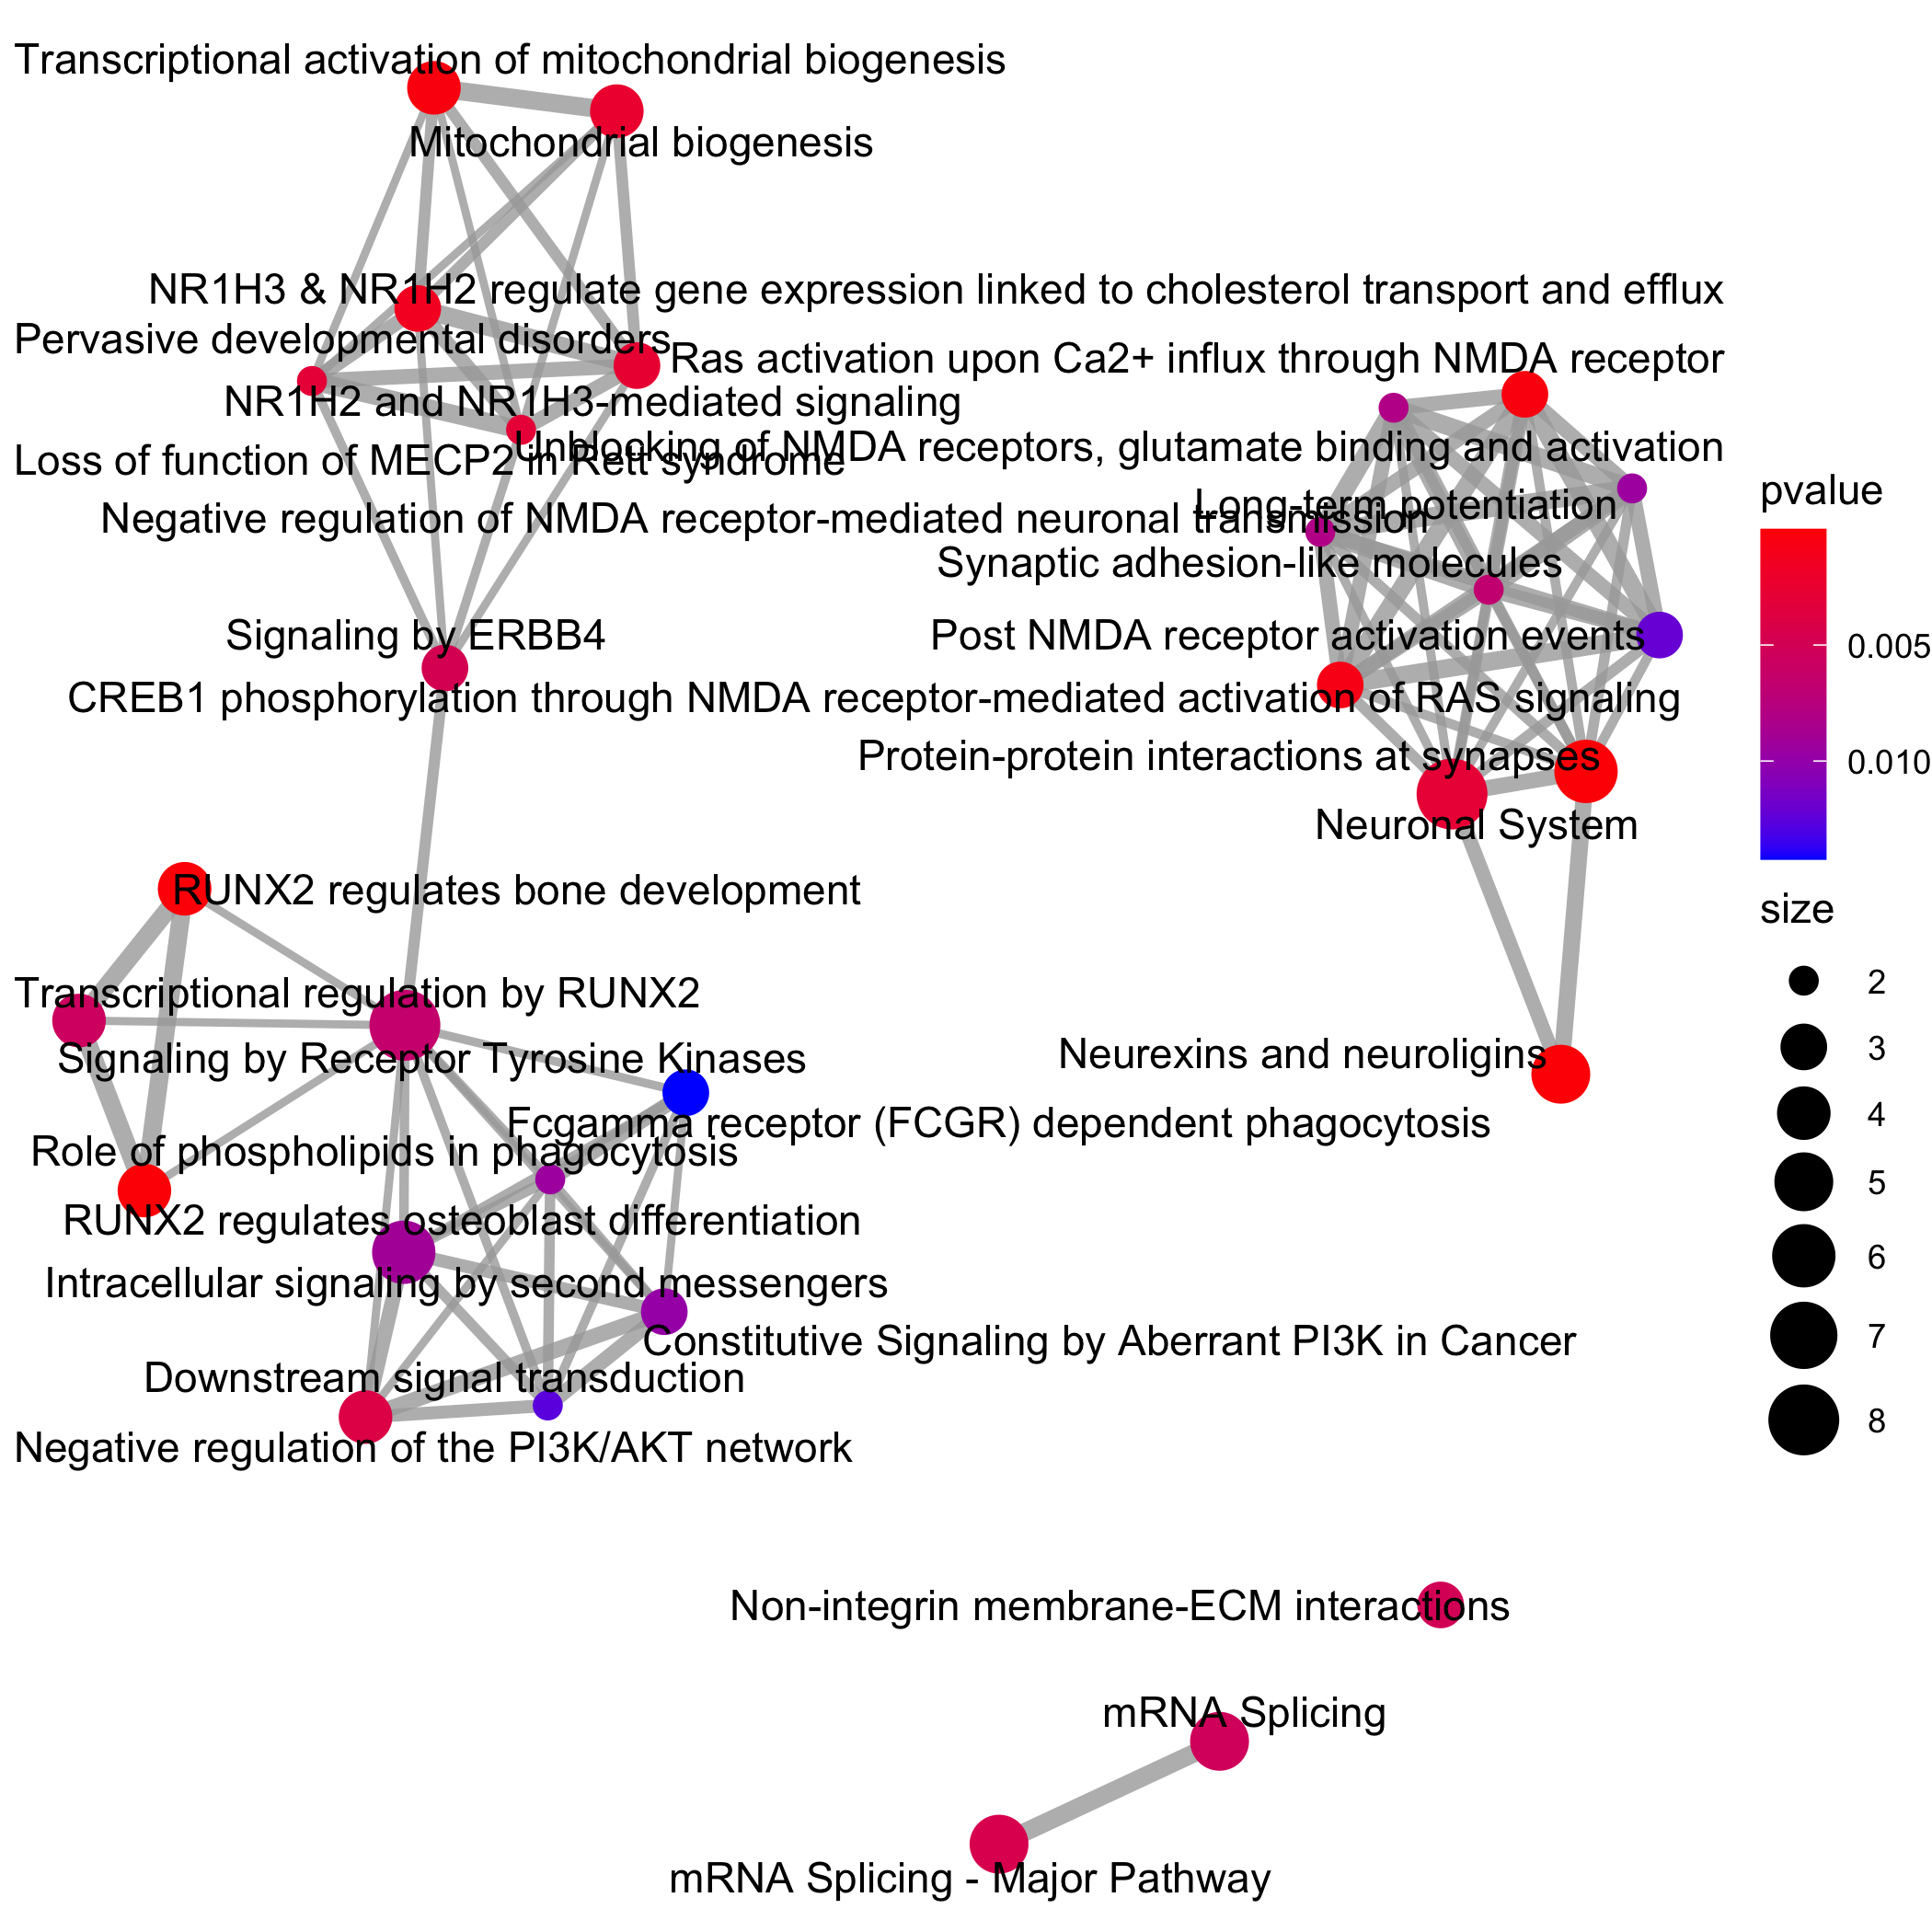 Transcriptional activation of mitochondrial biogenesis
Mitochondrial biogenesis
NR1H3 & NR1H2 regulate gene expression linked to cholesterol transport and efflux
Pervasive developmental disorders
Ras activation upon Ca2+ influx through NMDA receptor
NR1H2 and NR1H3-mediated signaling
Unblocking of NMDA receptors, glutamate binding and activation
Loss of function of MECP2 in Rett syndrome
Long-term potentiation
Negative regulation of NMDA receptor-mediated neuronal transmission
Synaptic adhesion-like molecules
Signaling by ERBB4
Post NMDA receptor activation events
CREB1 phosphorylation through NMDA receptor-mediated activation of RAS signaling
Protein-protein interactions at synapses
Neuronal System
RUNX2 regulates bone development
Transcriptional regulation by RUNX2
Signaling by Receptor Tyrosine Kinases
Neurexins and neuroligins
Fcgamma receptor (FCGR) dependent phagocytosis
Role of phospholipids in phagocytosis
RUNX2 regulates osteoblast differentiation
Intracellular signaling by second messengers
Constitutive Signaling by Aberrant PI3K in Cancer
Downstream signal transduction
Negative regulation of the PI3K/AKT network
Non-integrin membrane-ECM interactions
mRNA Splicing
mRNA Splicing - Major Pathway
pvalue
0.005
0.010
size
2
3
4
5
6
7
8